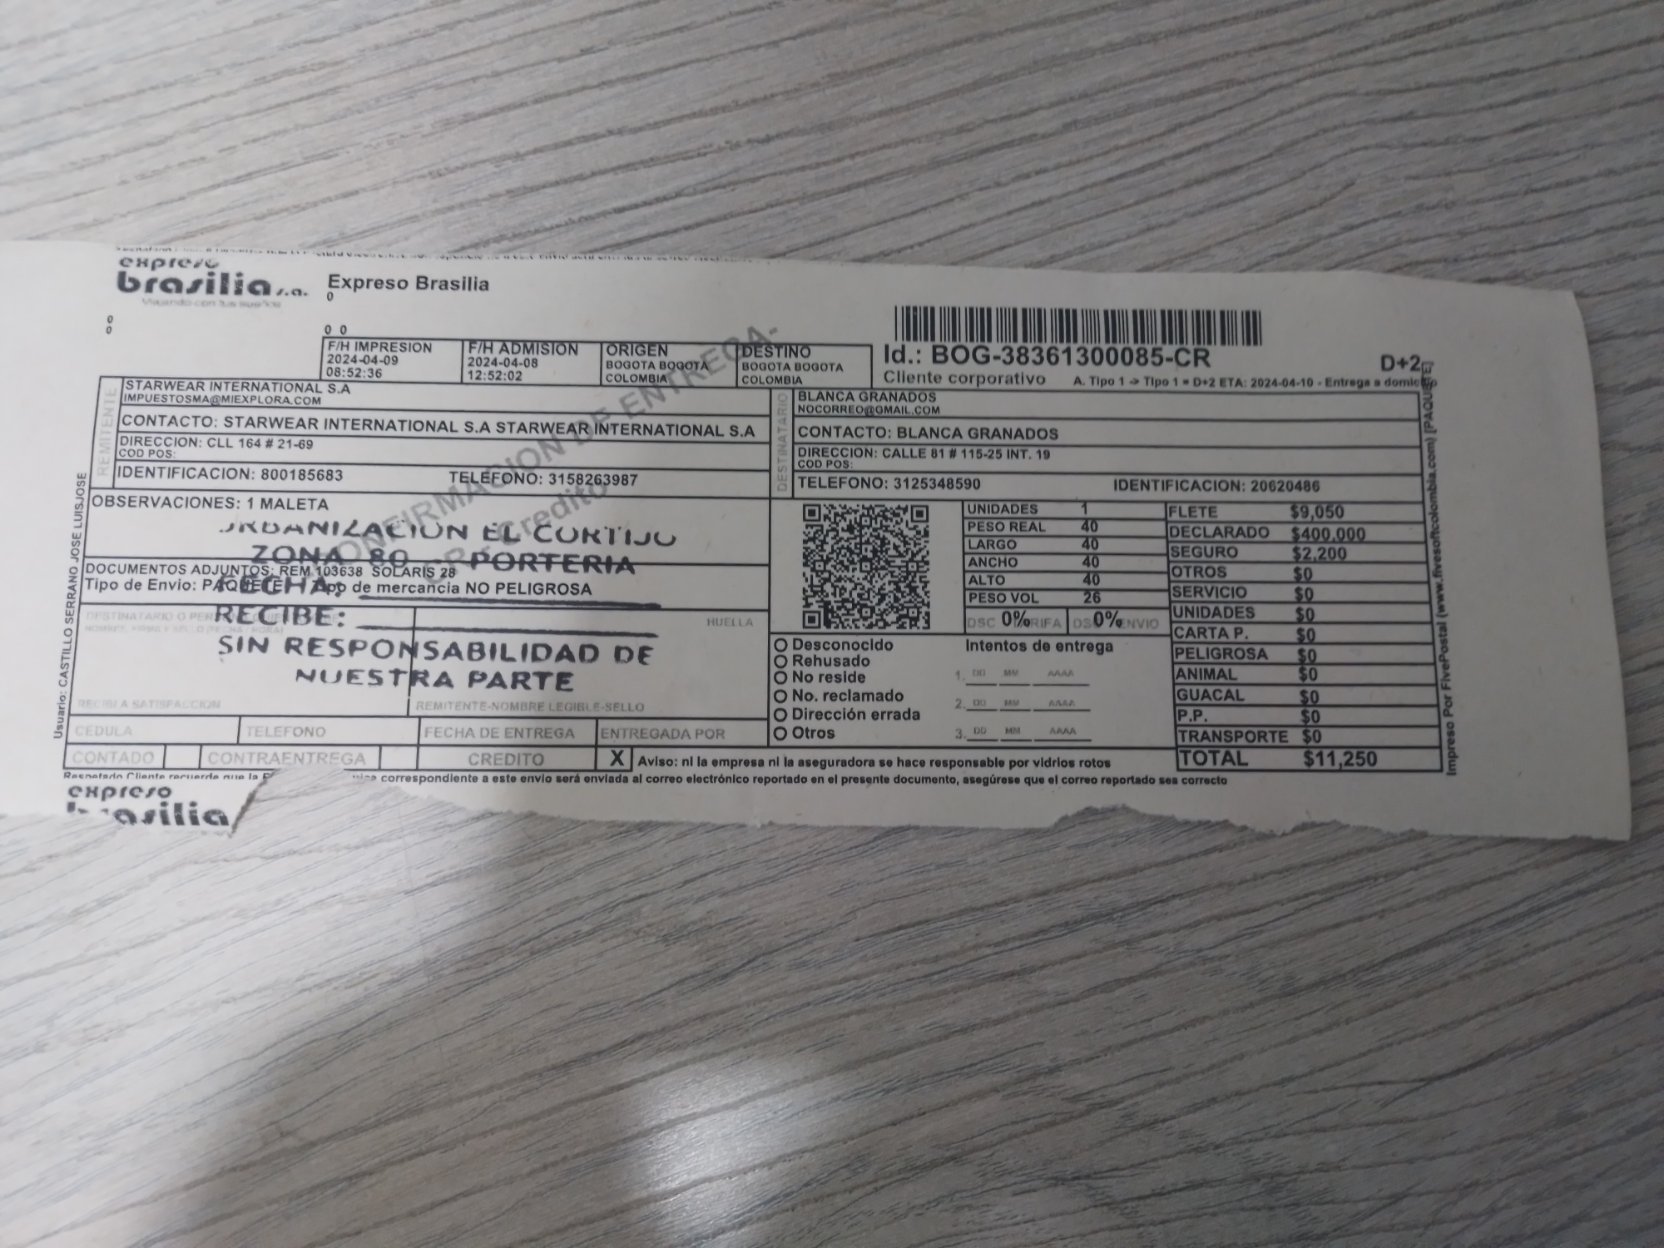 expreso
brasilia s.a.
Viajando con tus sueños
Expreso Brasilia
0
0
0
0 0
F/H IMPRESION
2024-04-09
08:52:36
F/H ADMISION
2024-04-08
12:52:02
ORIGEN
BOGOTA BOGOTA
COLOMBIA
DESTINO
BOGOTA BOGOTA
COLOMBIA
Id.: BOG-38361300085-CR
D+2
Cliente corporativo A. Tipo 1 -> Tipo 1 = D+2 ETA: 2024-04-10 - Entrega a domicilio
REMITENTE
STARWEAR INTERNATIONAL S.A
IMPUESTOSMA@MIEXPLORA.COM
CONTACTO: STARWEAR INTERNATIONAL S.A STARWEAR INTERNATIONAL S.A
DIRECCION: CLL 164 # 21-69
COD POS:
IDENTIFICACION: 800185683 TELEFONO: 3158263987
DESTINATARIO
BLANCA GRANADOS
NOCORREO@GMAIL.COM
CONTACTO: BLANCA GRANADOS
DIRECCION: CALLE 81 # 115-25 INT. 19
COD POS:
TELEFONO: 3125348590 IDENTIFICACION: 20620486
CONFIRMACION DE ENTREGA-
CR - Credito
OBSERVACIONES: 1 MALETA
URBANIZACION EL CORTIJO
ZONA 80 PORTERIA
FECHA:
RECIBE:
SIN RESPONSABILIDAD DE
NUESTRA PARTE
DOCUMENTOS ADJUNTOS: REM 103638 SOLARIS 28
Tipo de Envio: PAQUETE Tipo de mercancia NO PELIGROSA
DESTINATARIO O
HUELLA
RECIBI A SATISFACCION
REMITENTE-NOMBRE LEGIBLE-SELLO
CEDULA
TELEFONO
FECHA DE ENTREGA
ENTREGADA POR
CONTADO
CONTRAENTREGA
CREDITO
X
Aviso: ni la empresa ni la aseguradora se hace responsable por vidrios rotos
UNIDADES 1
PESO REAL 40
LARGO 40
ANCHO 40
ALTO 40
PESO VOL 26
DSC 0% TARIFA
DSC 0% ENVIO
Desconocido
Rehusado
No reside
No. reclamado
Dirección errada
Otros
Intentos de entrega
1. DD MM AAAA
2. DD MM AAAA
3. DD MM AAAA
FLETE $9,050
DECLARADO $400,000
SEGURO $2,200
OTROS $0
SERVICIO $0
UNIDADES $0
CARTA P. $0
PELIGROSA $0
ANIMAL $0
GUACAL $0
P.P. $0
TRANSPORTE $0
TOTAL $11,250
Usuario: CASTILLO SERRANO JOSE LUISJOSE
Impreso Por FivePostal (www.fivesoftcolombia.com) [PAQUETE]
Respetado Cliente recuerde que la correspondiente a este envio será enviada al correo electrónico reportado en el presente documento, asegúrese que el correo reportado sea correcto
expreso
brasilia